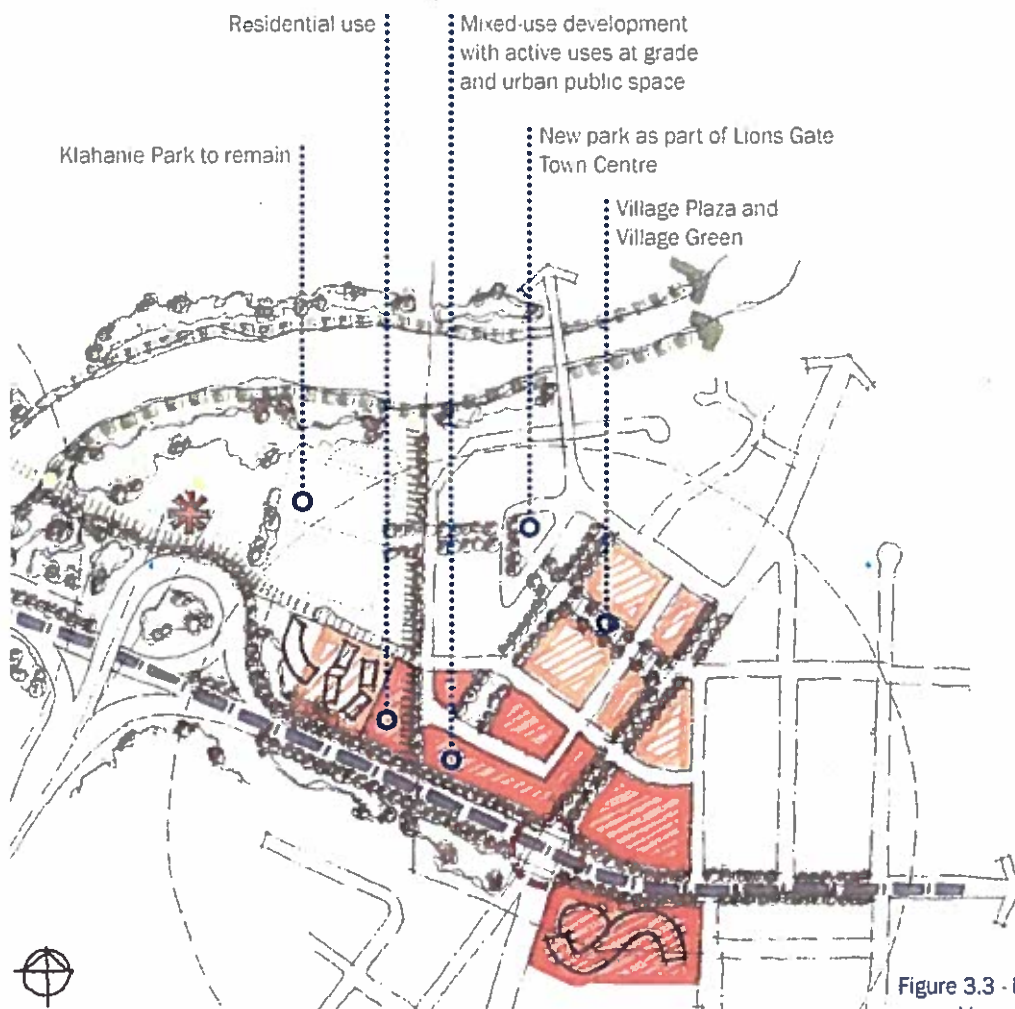 Residential use
Mixed-use development
with active uses at grade
and urban public space
Klahanie Park to remain
New park as part of Lions Gate
Town Centre
Village Plaza and
Village Green
Figure 3.3 -